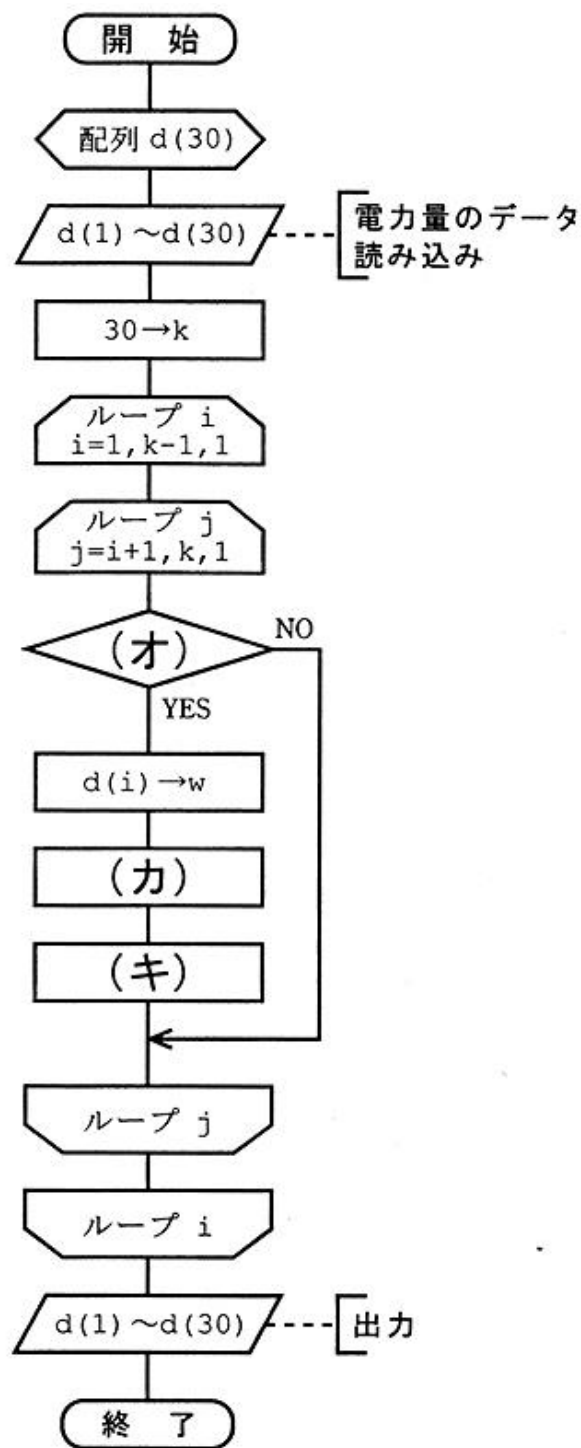 開 始
配列 d(30)
d(1)～d(30)
電力量のデータ
読み込み
30→k
ループ i
i=1,k-1,1
ループ j
j=i+1,k,1
(オ)
NO
YES
d(i)→w
(カ)
(キ)
ループ j
ループ i
d(1)～d(30)
出力
終 了